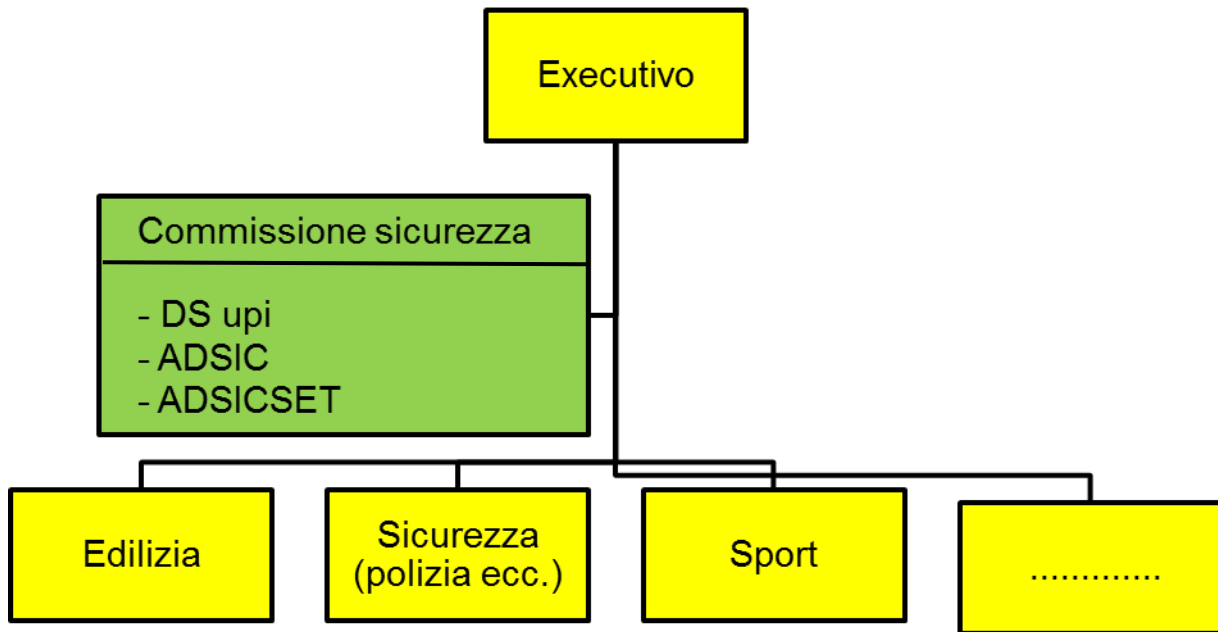 Executivo
Commissione sicurezza
- DS upi
- ADSIC
- ADSICSET
Edilizia
Sicurezza
(polizia ecc.)
Sport
.............